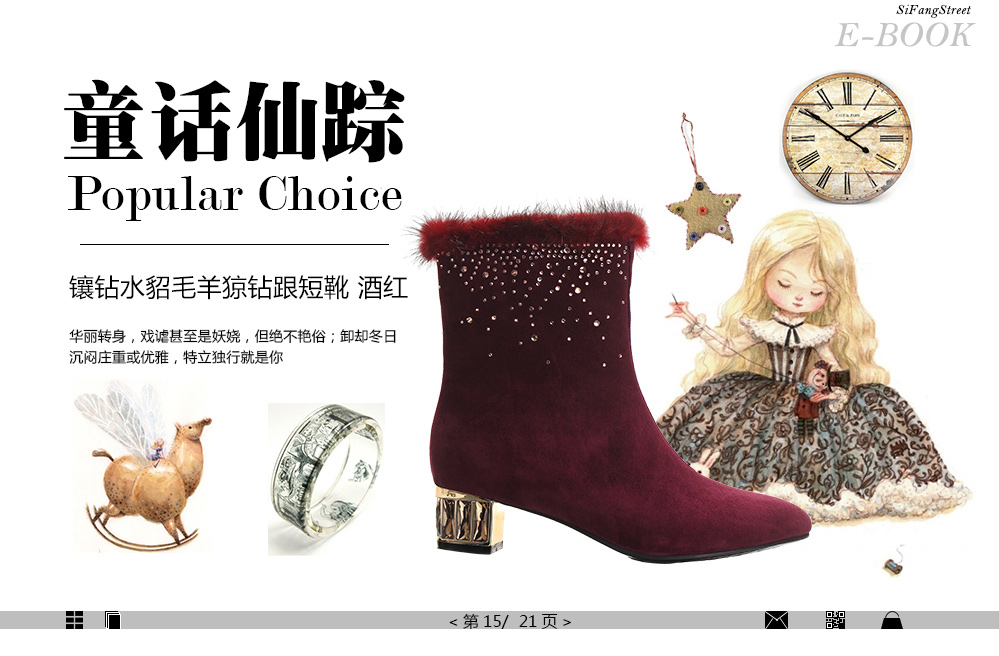 SiFangStreet
E-BOOK
童话仙踪
Popular Choice
镶钻水貂毛羊猄钻跟短靴 酒红
华丽转身，戏谑甚至是妖娆，但绝不艳俗；卸却冬日
沉闷庄重或优雅，特立独行就是你
< 第 15/ 21 页 >